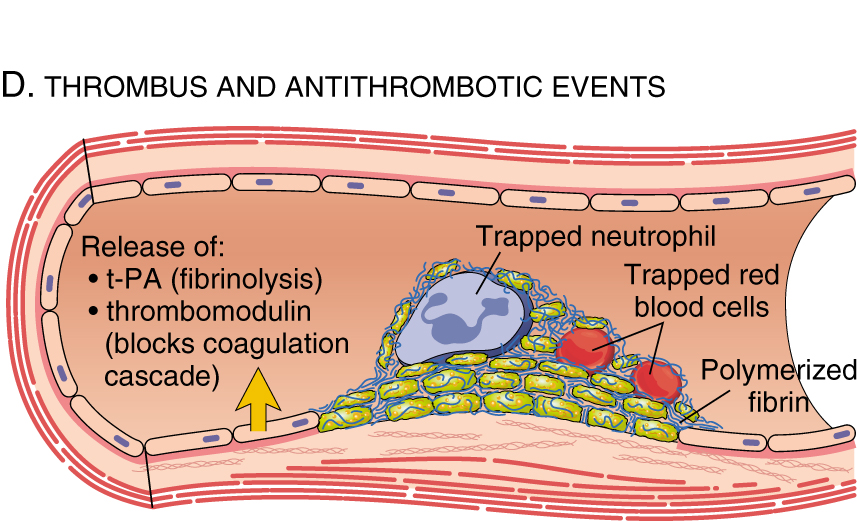 D. THROMBUS AND ANTITHROMBOTIC EVENTS
Release of:
• t-PA (fibrinolysis)
• thrombomodulin
(blocks coagulation
cascade)
Trapped neutrophil
Trapped red
blood cells
Polymerized
fibrin